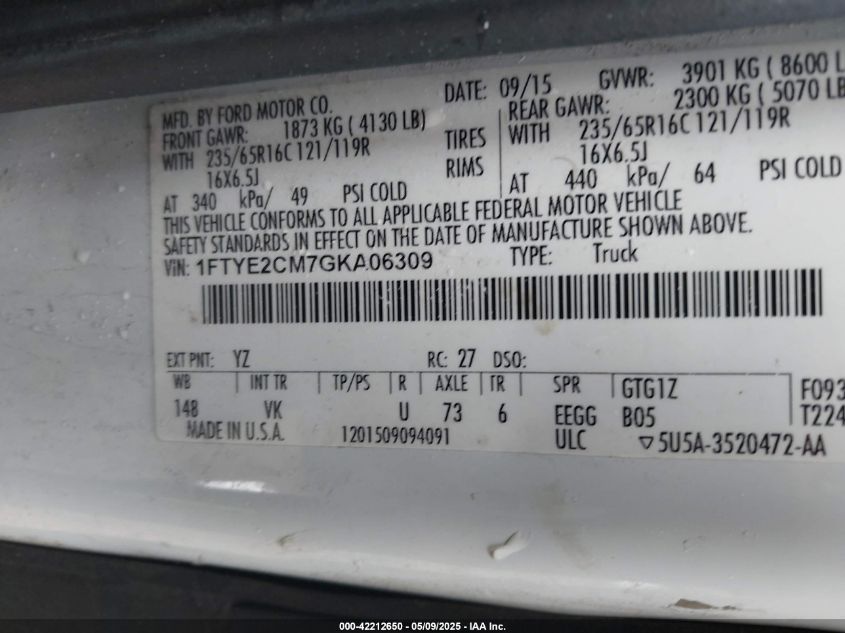 MFD. BY FORD MOTOR CO. DATE: 09/15 GVWR: 3901 KG ( 8600 L
FRONT GAWR: 1873 KG ( 4130 LB) REAR GAWR: 2300 KG ( 5070 LB
WITH 235/65R16C 121/119R TIRES WITH 235/65R16C 121/119R
16X6.5J RIMS 16X6.5J
AT 340 kPa/ 49 PSI COLD AT 440 kPa/ 64 PSI COLD
THIS VEHICLE CONFORMS TO ALL APPLICABLE FEDERAL MOTOR VEHICLE
SAFETY STANDARDS IN EFFECT ON THE DATE OF MANUFACTURE SHOWN ABOVE.
VIN: 1FTYE2CM7GKA06309 TYPE: Truck
EXT PNT: YZ RC: 27 DSO:
WB INT TR TP/PS R AXLE TR SPR GTG1Z F093
148 VK U 73 6 EEGG B05 T224
MADE IN U.S.A. 1201509094091 ULC ▽5U5A-3520472-AA
000-42212650 - 05/09/2025 - IAA Inc.